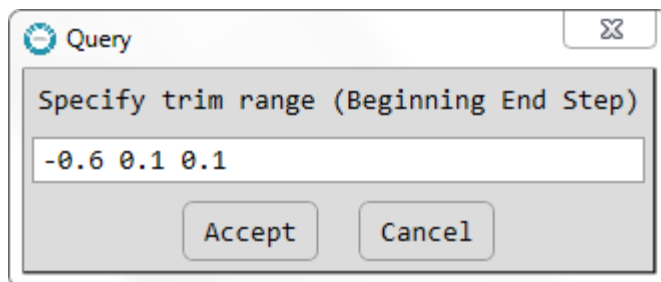 Query
Specify trim range (Beginning End Step)
-0.6 0.1 0.1
Accept Cancel